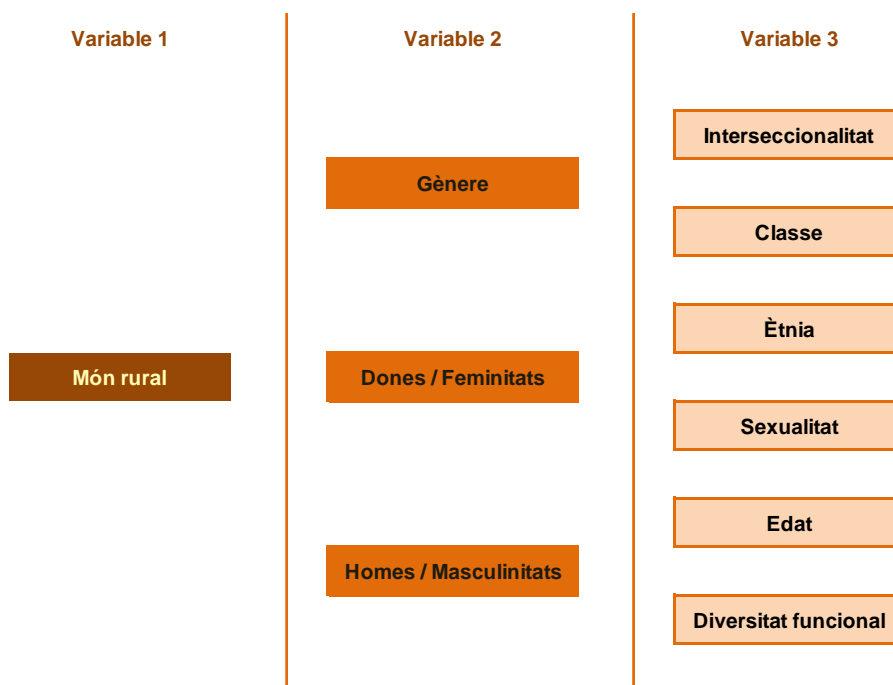 Variable 1
Variable 2
Variable 3
Món rural
Gènere
Dones / Feminitats
Homes / Masculinitats
Interseccionalitat
Classe
Ètnia
Sexualitat
Edat
Diversitat funcional